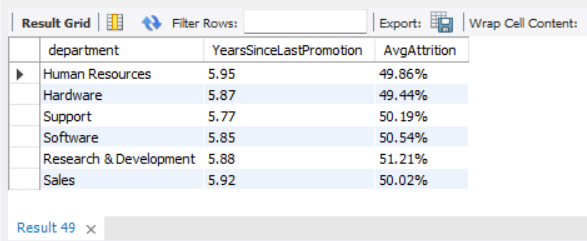 Result Grid Filter Rows: Export: Wrap Cell Content:
department YearsSinceLastPromotion AvgAttrition
Human Resources 5.95 49.86%
Hardware 5.87 49.44%
Support 5.77 50.19%
Software 5.85 50.54%
Research & Development 5.88 51.21%
Sales 5.92 50.02%
Result 49